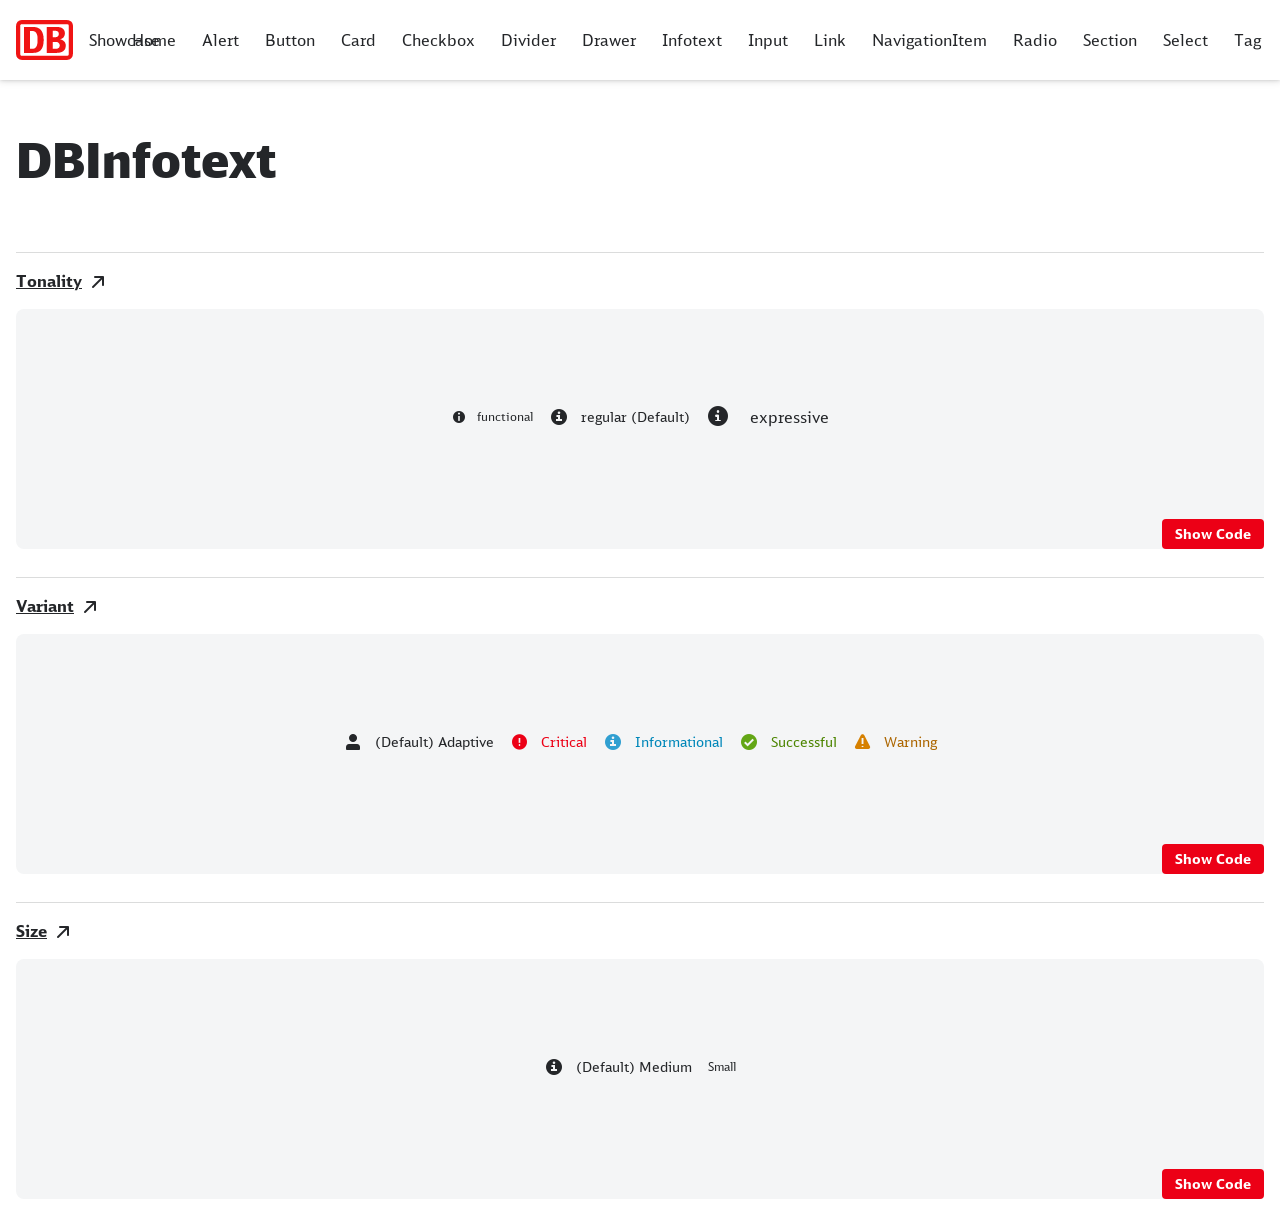 DB Showcase Home Alert Button Card Checkbox Divider Drawer Infotext Input Link NavigationItem Radio Section Select Tag
DBInfotext
Tonality
functional regular (Default) expressive
Show Code
Variant
(Default) Adaptive Critical Informational Successful Warning
Show Code
Size
(Default) Medium Small
Show Code